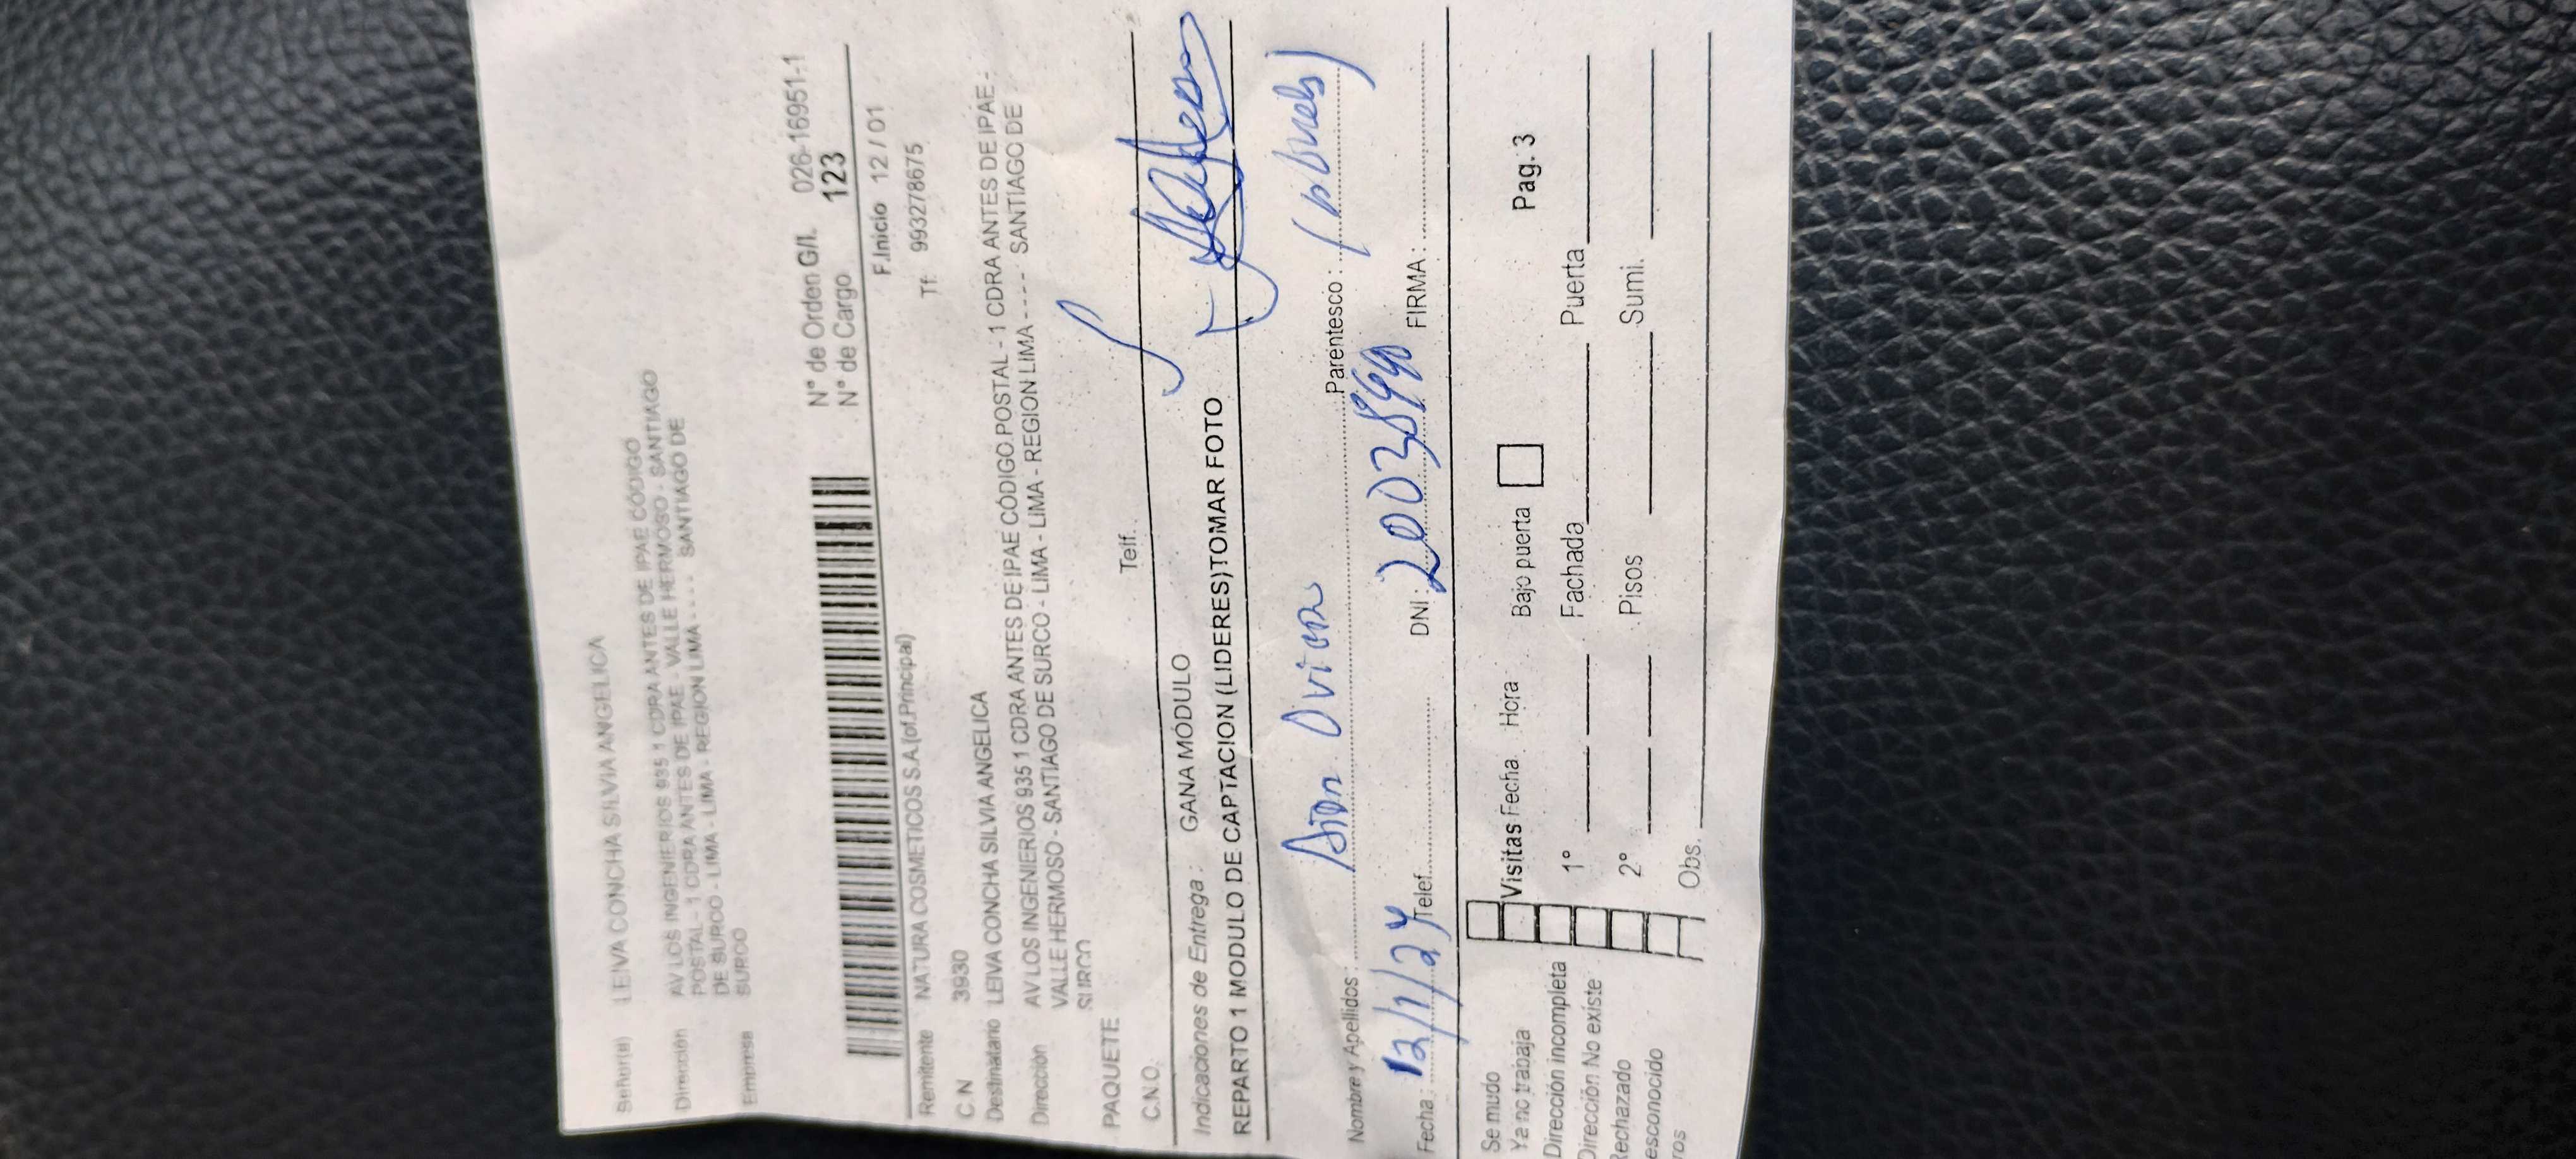 Señor(a) LEIVA CONCHA SILVIA ANGELICA
Dirección AV LOS INGENIERIOS 935 1 CDRA ANTES DE IPAE CÓDIGO
POSTAL - 1 CDRA ANTES DE IPAE - VALLE HERMOSO - SANTIAGO
DE SURCO - LIMA - LIMA - REGION LIMA - - - - SANTIAGO DE
SURCO
Empresa
N° de Orden G/l. 026-16951-1
N° de Cargo 123
F.Inicio 12 / 01
Remitente NATURA COSMETICOS S.A.(of.Principal) Tf: 993278675
C.N 3930
Destinatario LEIVA CONCHA SILVIA ANGELICA
Dirección AV LOS INGENIERIOS 935 1 CDRA ANTES DE IPAE CÓDIGO POSTAL - 1 CDRA ANTES DE IPAE -
VALLE HERMOSO - SANTIAGO DE SURCO - LIMA - LIMA - REGION LIMA - - - - SANTIAGO DE
SURCO
PAQUETE Telf.
C.N.O.
Indicaciones de Entrega : GANA MÓDULO
REPARTO 1 MODULO DE CAPTACION (LIDERES)TOMAR FOTO
Nombre y Apellidos : Parentesco :
Fecha : 12/1/24 Telef. DNI : 20038990 FIRMA :
Se mudo
Ya no trabaja Visitas Fecha Hora Bajo puerta Pag. 3
Dirección incompleta
Dirección No existe 1° Fachada Puerta
Rechazado
esconocido 2° Pisos Sumi.
ros Obs.